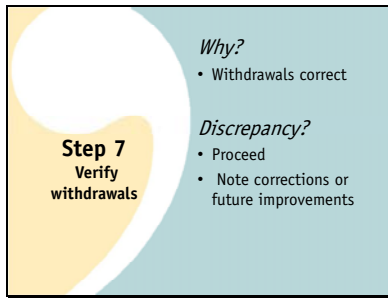 Step 7
Verify
withdrawals
Why?
• Withdrawals correct
Discrepancy?
• Proceed
• Note corrections or
future improvements